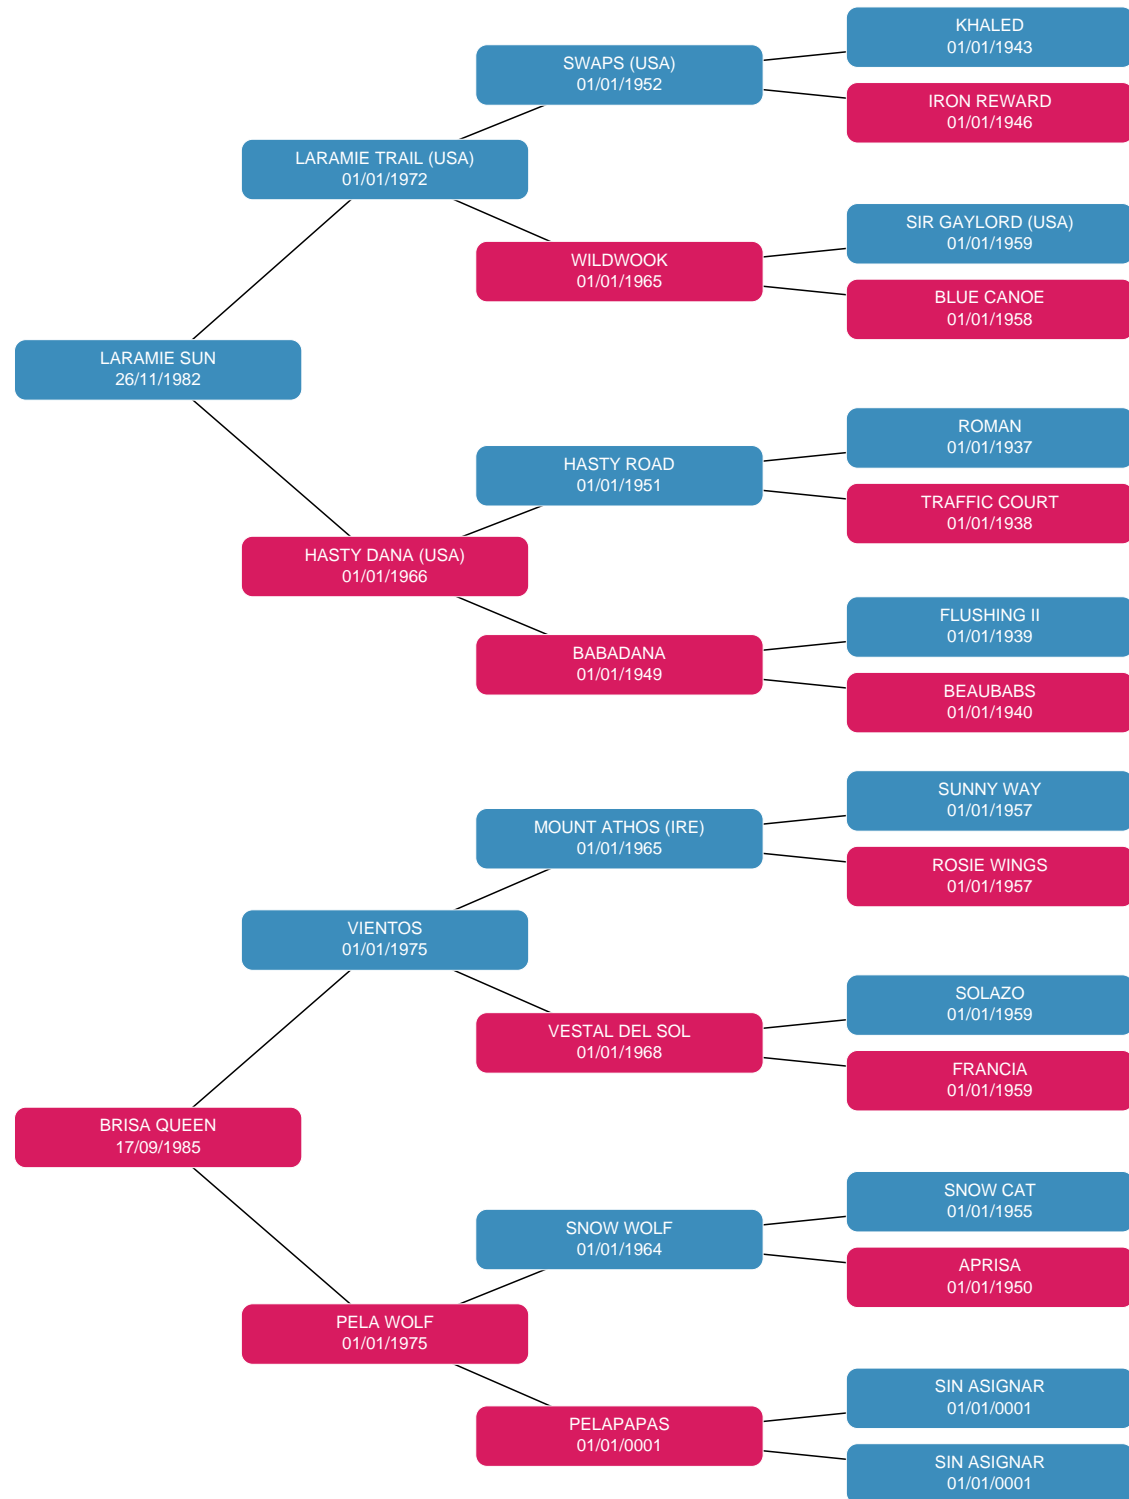 KHALED
01/01/1943
SWAPS (USA)
01/01/1952
IRON REWARD
01/01/1946
LARAMIE TRAIL (USA)
01/01/1972
SIR GAYLORD (USA)
01/01/1959
WILDWOOK
01/01/1965
BLUE CANOE
01/01/1958
LARAMIE SUN
26/11/1982
ROMAN
01/01/1937
HASTY ROAD
01/01/1951
TRAFFIC COURT
01/01/1938
HASTY DANA (USA)
01/01/1966
FLUSHING II
01/01/1939
BABADANA
01/01/1949
BEAUBABS
01/01/1940
SUNNY WAY
01/01/1957
MOUNT ATHOS (IRE)
01/01/1965
ROSIE WINGS
01/01/1957
VIENTOS
01/01/1975
SOLAZO
01/01/1959
VESTAL DEL SOL
01/01/1968
FRANCIA
01/01/1959
BRISA QUEEN
17/09/1985
SNOW CAT
01/01/1955
SNOW WOLF
01/01/1964
APRISA
01/01/1950
PELA WOLF
01/01/1975
SIN ASIGNAR
01/01/0001
PELAPAPAS
01/01/0001
SIN ASIGNAR
01/01/0001